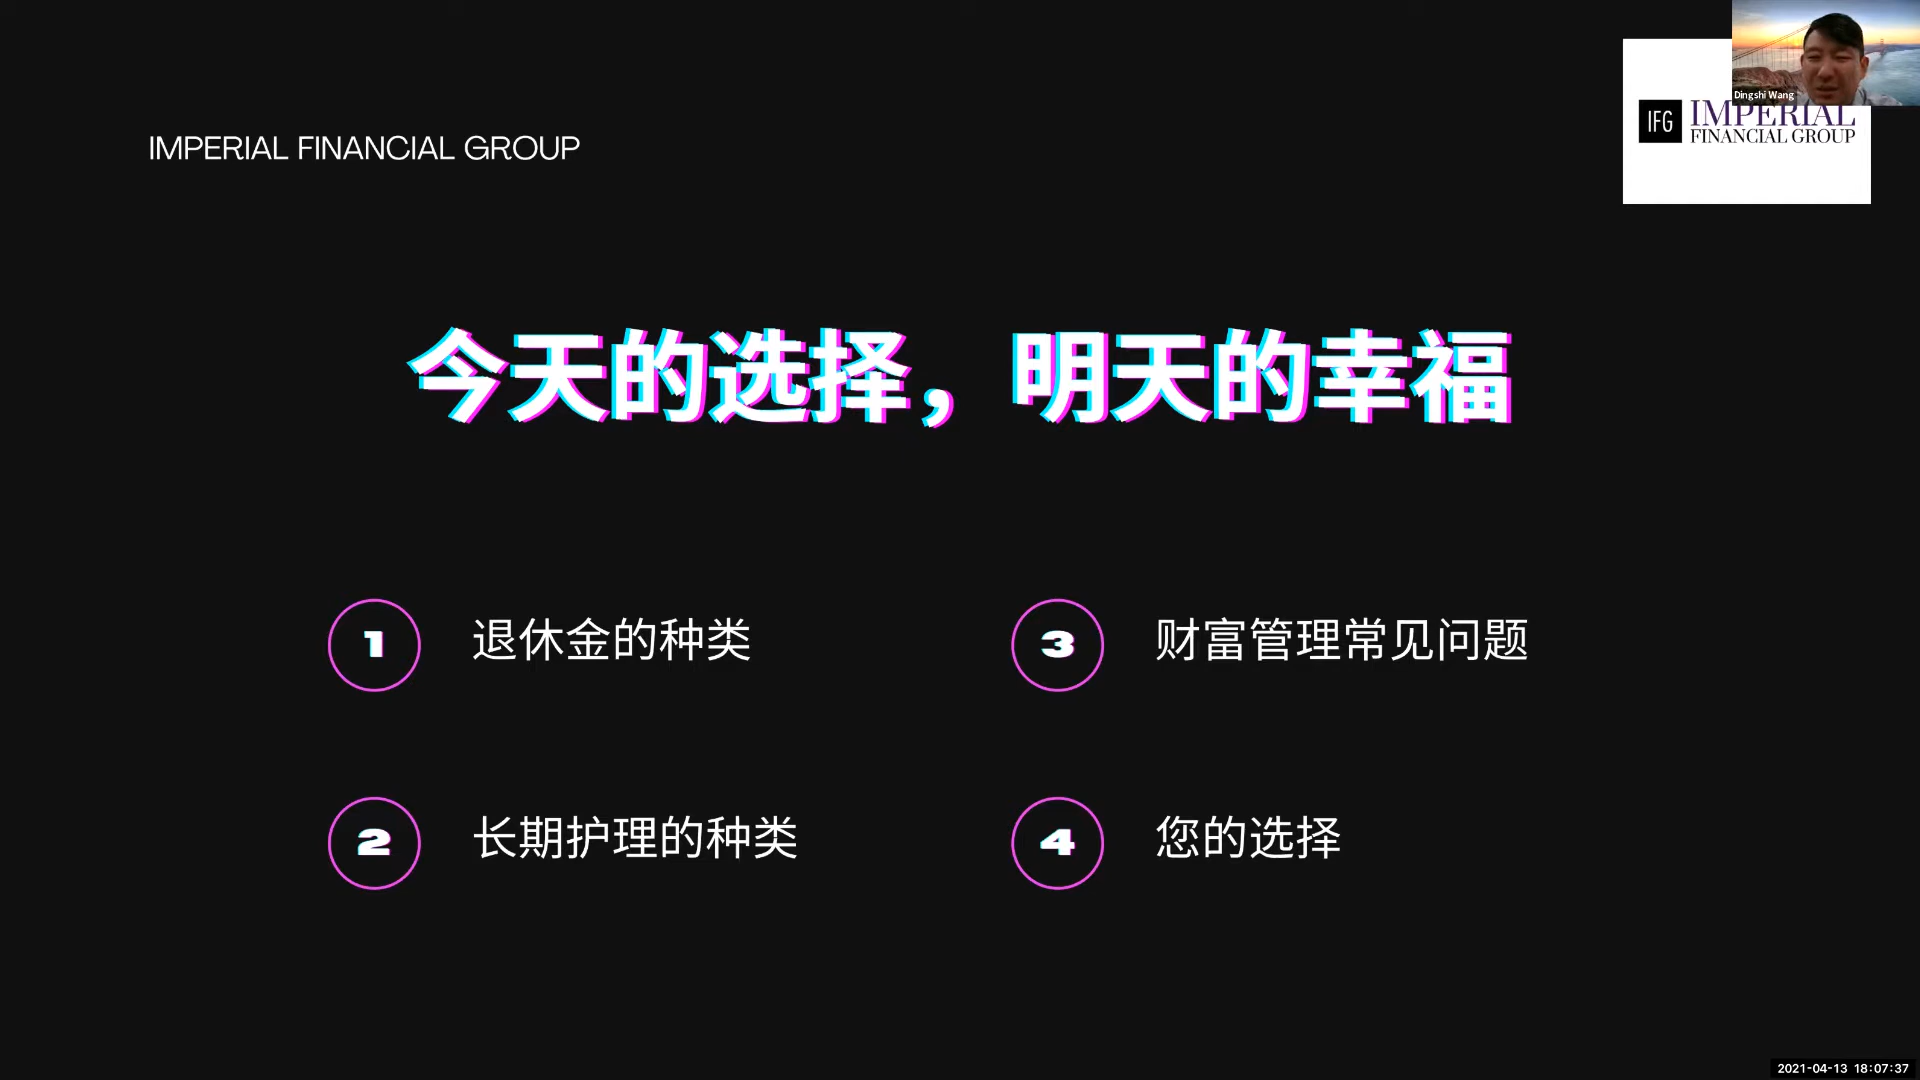 Dingshi Wang
IFG
IMPERIAL
FINANCIAL GROUP
IMPERIAL FINANCIAL GROUP
今天的选择，明天的幸福
1 退休金的种类
2 长期护理的种类
3 财富管理常见问题
4 您的选择
2021-04-13 18:07:37